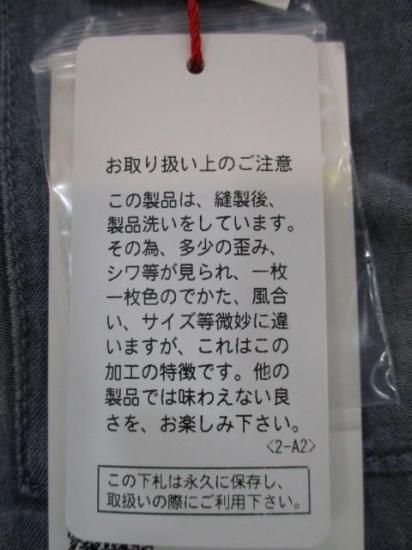 お取り扱い上のご注意
この製品は、縫製後、
製品洗いをしています。
その為、多少の歪み、
シワ等が見られ、一枚
一枚色のでかた、風合
い、サイズ等微妙に違
いますが、これはこの
加工の特徴です。他の
製品では味わえない良
さを、お楽しみ下さい。
<2-A2>
この下札は永久に保存し、
取扱いの際にご利用下さい。